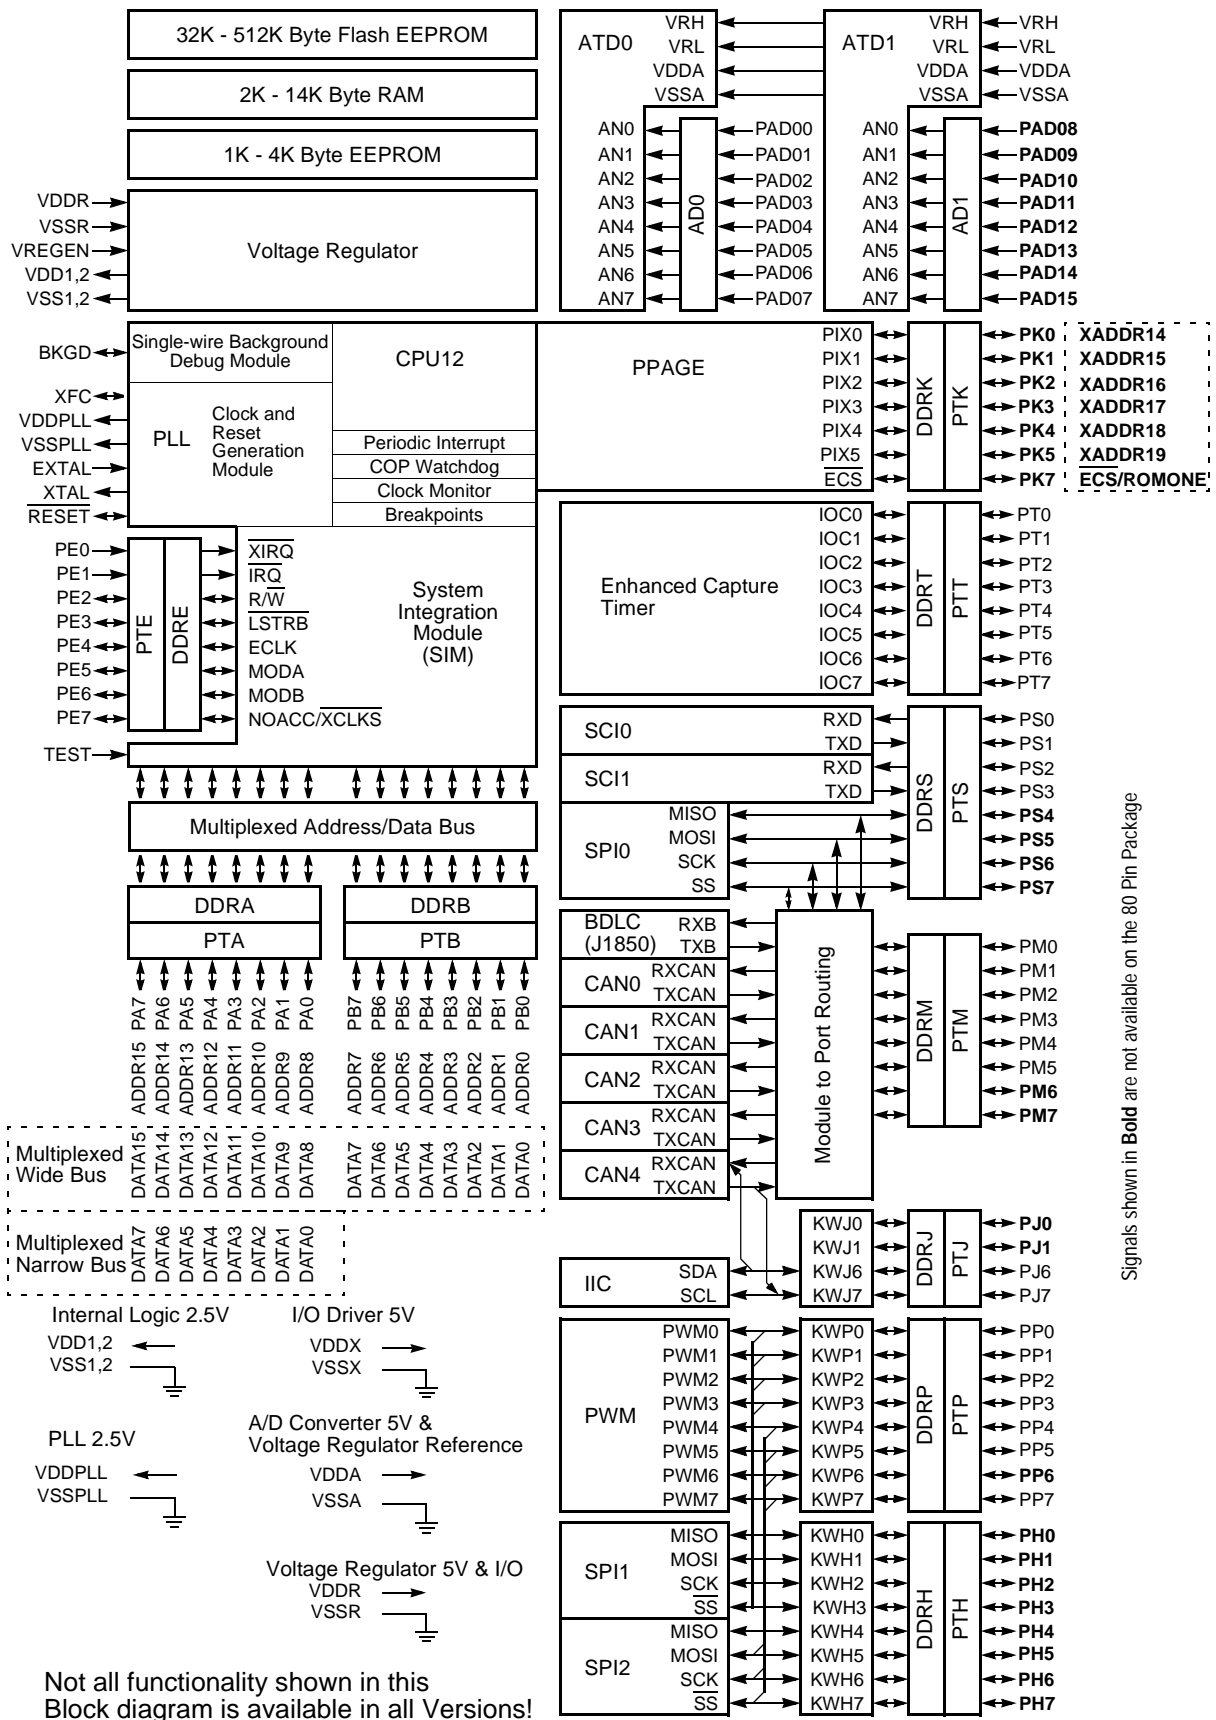 32K - 512K Byte Flash EEPROM
2K - 14K Byte RAM
1K - 4K Byte EEPROM
VDDR
VSSR
VREGEN
VDD1,2
VSS1,2
Voltage Regulator
ATD0
VRH
VRL
VDDA
VSSA
AN0
AN1
AN2
AN3
AN4
AN5
AN6
AN7
AD0
PAD00
PAD01
PAD02
PAD03
PAD04
PAD05
PAD06
PAD07
ATD1
VRH
VRL
VDDA
VSSA
VRH
VRL
VDDA
VSSA
AN0
AN1
AN2
AN3
AN4
AN5
AN6
AN7
AD1
PAD08
PAD09
PAD10
PAD11
PAD12
PAD13
PAD14
PAD15
BKGD
XFC
VDDPLL
VSSPLL
EXTAL
XTAL
RESET
Single-wire Background
Debug Module
CPU12
PLL
Clock and
Reset
Generation
Module
Periodic Interrupt
COP Watchdog
Clock Monitor
Breakpoints
PPAGE
PIX0
PIX1
PIX2
PIX3
PIX4
PIX5
ECS
DDRK
PTK
PK0
PK1
PK2
PK3
PK4
PK5
PK7
XADDR14
XADDR15
XADDR16
XADDR17
XADDR18
XADDR19
ECS/ROMONE
PE0
PE1
PE2
PE3
PE4
PE5
PE6
PE7
TEST
PTE
DDRE
XIRQ
IRQ
R/W
LSTRB
ECLK
MODA
MODB
NOACC/XCLKS
System
Integration
Module
(SIM)
Enhanced Capture
Timer
IOC0
IOC1
IOC2
IOC3
IOC4
IOC5
IOC6
IOC7
DDRT
PTT
PT0
PT1
PT2
PT3
PT4
PT5
PT6
PT7
SCI0
RXD
TXD
SCI1
RXD
TXD
SPI0
MISO
MOSI
SCK
SS
DDRS
PTS
PS0
PS1
PS2
PS3
PS4
PS5
PS6
PS7
Multiplexed Address/Data Bus
DDRA
PTA
DDRB
PTB
PA7
PA6
PA5
PA4
PA3
PA2
PA1
PA0
PB7
PB6
PB5
PB4
PB3
PB2
PB1
PB0
ADDR15
ADDR14
ADDR13
ADDR12
ADDR11
ADDR10
ADDR9
ADDR8
ADDR7
ADDR6
ADDR5
ADDR4
ADDR3
ADDR2
ADDR1
ADDR0
Multiplexed
Wide Bus
DATA15
DATA14
DATA13
DATA12
DATA11
DATA10
DATA9
DATA8
DATA7
DATA6
DATA5
DATA4
DATA3
DATA2
DATA1
DATA0
Multiplexed
Narrow Bus
DATA7
DATA6
DATA5
DATA4
DATA3
DATA2
DATA1
DATA0
BDLC
(J1850)
RXB
TXB
CAN0
RXCAN
TXCAN
CAN1
RXCAN
TXCAN
CAN2
RXCAN
TXCAN
CAN3
RXCAN
TXCAN
CAN4
RXCAN
TXCAN
Module to Port Routing
DDRM
PTM
PM0
PM1
PM2
PM3
PM4
PM5
PM6
PM7
Signals shown in Bold are not available on the 80 Pin Package
IIC
SDA
SCL
KWJ0
KWJ1
KWJ6
KWJ7
DDRJ
PTJ
PJ0
PJ1
PJ6
PJ7
PWM
PWM0
PWM1
PWM2
PWM3
PWM4
PWM5
PWM6
PWM7
KWP0
KWP1
KWP2
KWP3
KWP4
KWP5
KWP6
KWP7
DDRP
PTP
PP0
PP1
PP2
PP3
PP4
PP5
PP6
PP7
SPI1
MISO
MOSI
SCK
SS
SPI2
MISO
MOSI
SCK
SS
KWH0
KWH1
KWH2
KWH3
KWH4
KWH5
KWH6
KWH7
DDRH
PTH
PH0
PH1
PH2
PH3
PH4
PH5
PH6
PH7
Internal Logic 2.5V
VDD1,2
VSS1,2
I/O Driver 5V
VDDX
VSSX
PLL 2.5V
VDDPLL
VSSPLL
A/D Converter 5V &
Voltage Regulator Reference
VDDA
VSSA
Voltage Regulator 5V & I/O
VDDR
VSSR
Not all functionality shown in this
Block diagram is available in all Versions!